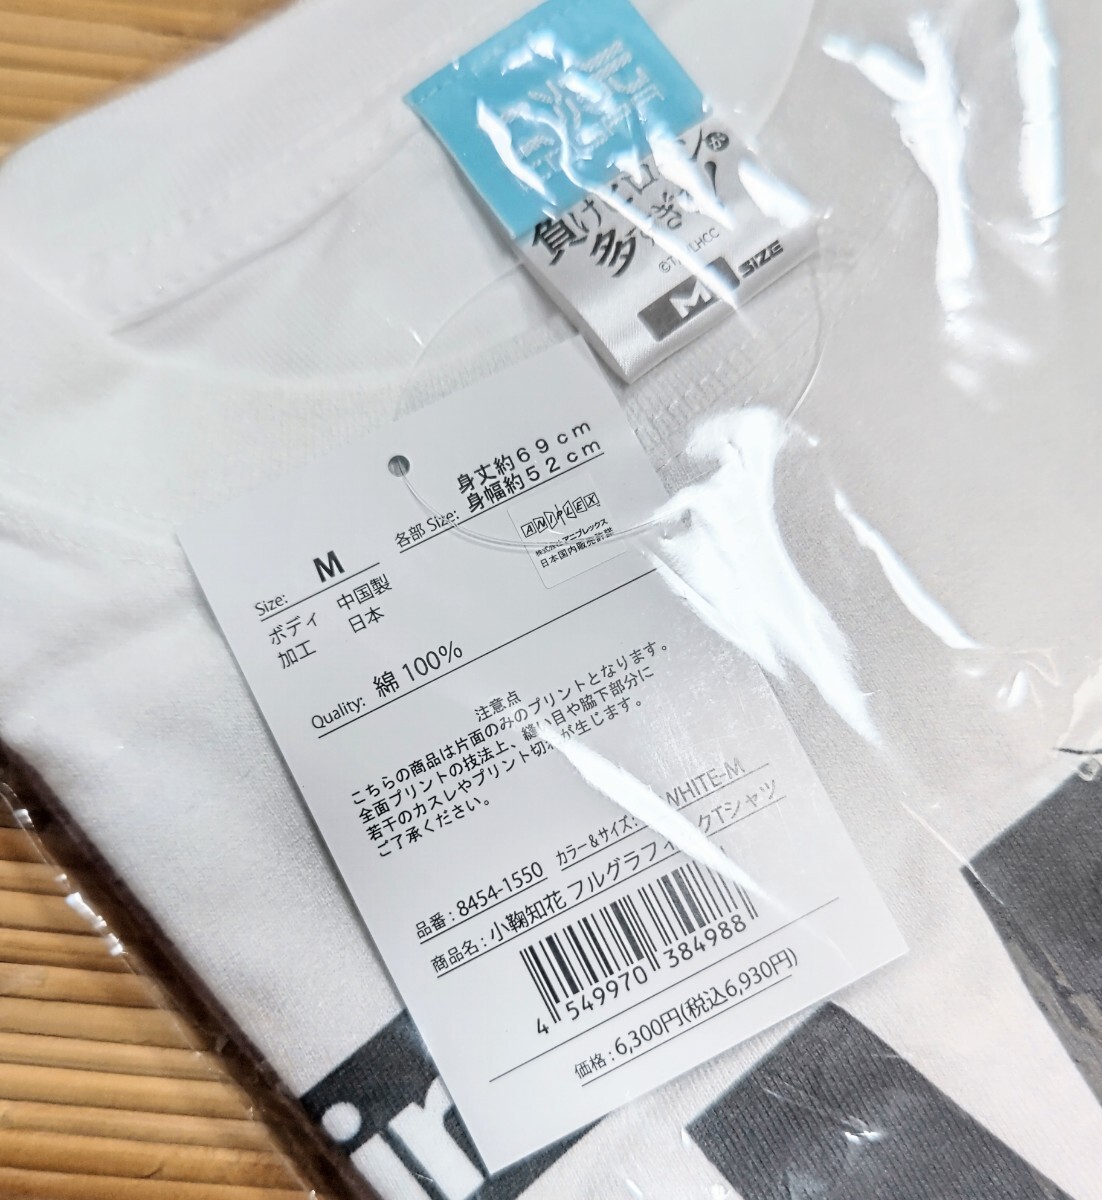 負けヒロインが
多すぎる!
M SIZE
身丈約69cm
各部 Size: 身幅約52cm
ANIPLEX
株式会社アニプレックス
日本国内販売許諾
Size: M
ボディ 中国製
加工 日本
Quality: 綿 100%
注意点
こちらの商品は片面のみのプリントとなります。
全面プリントの技法上、縫い目や脇下部分に
若干のカスレやプリント切れが生じます。
ご了承ください。
品番 : 8454-1550 カラー&サイズ : WHITE-M
商品名 : 小鞠知花 フルグラフィックTシャツ
4 549970 384988
価格 : 6,300円(税込6,930円)